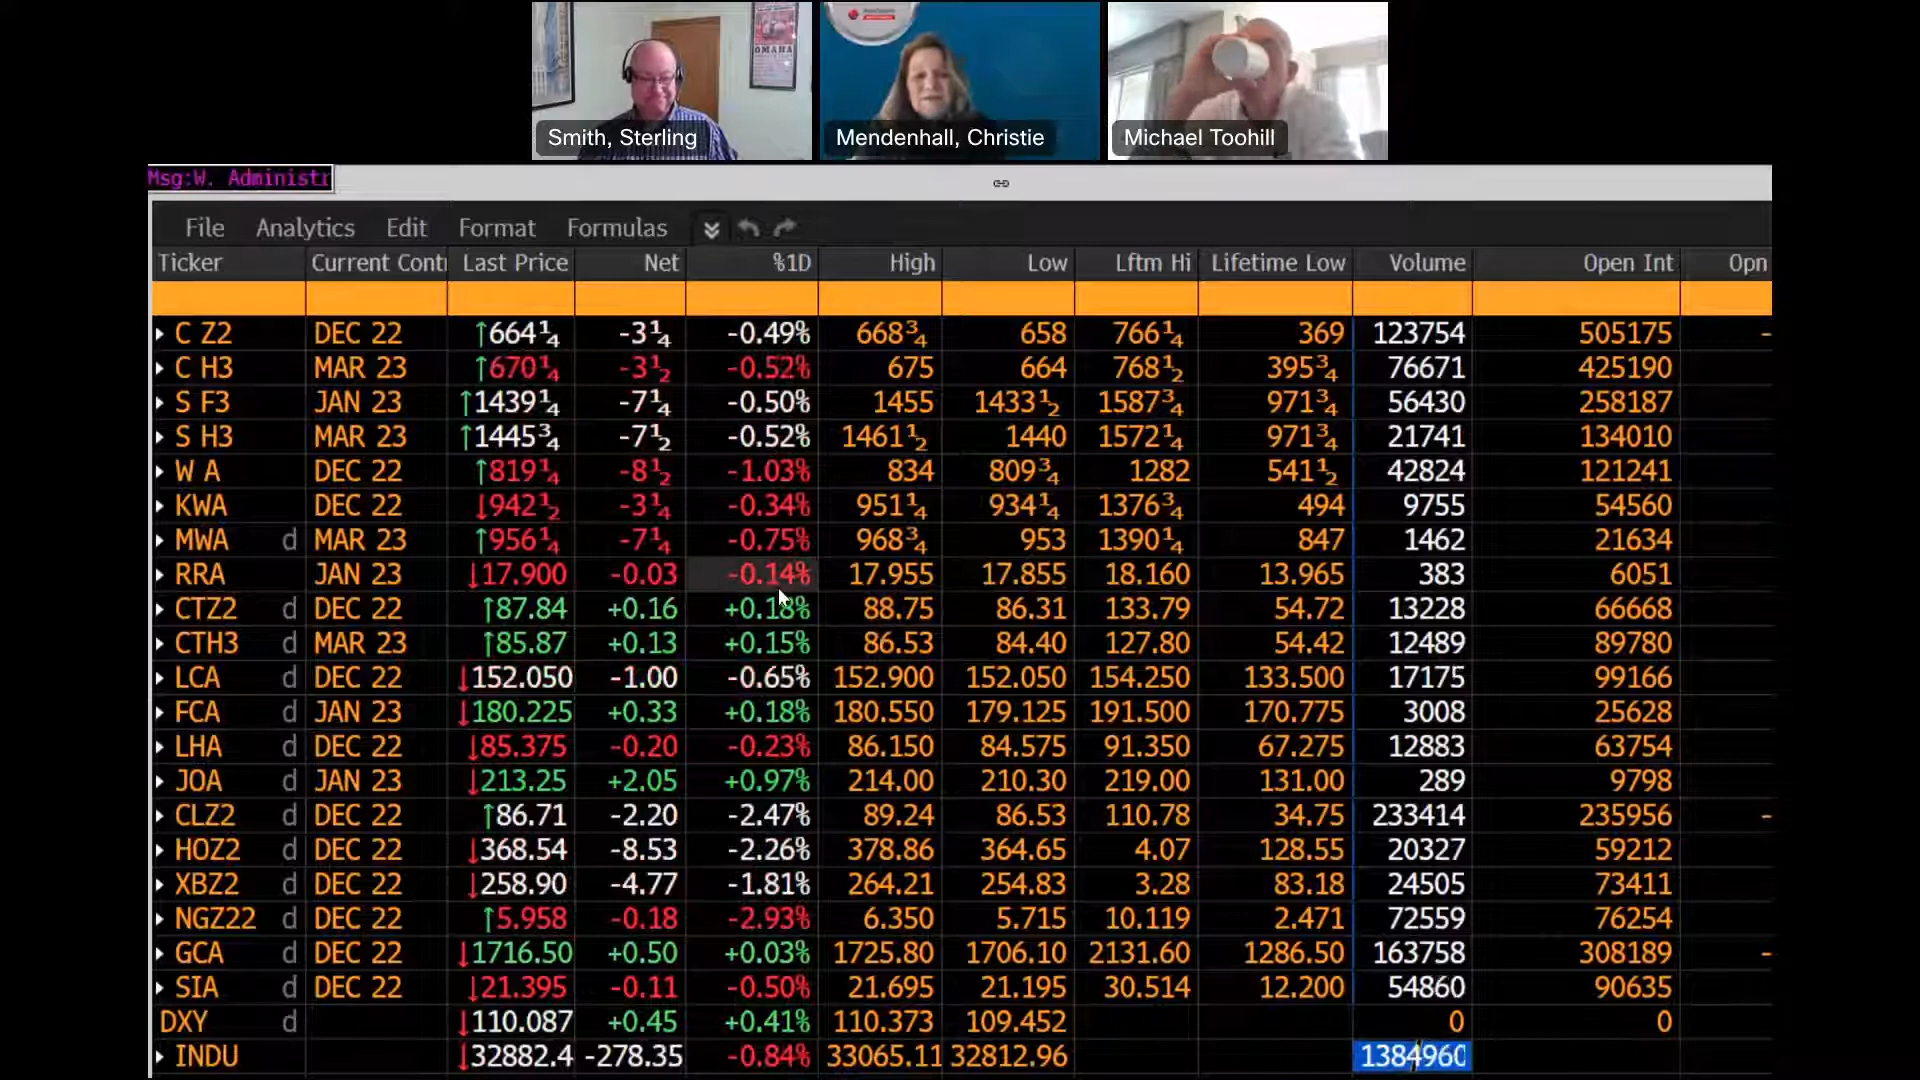 OMAHA
Smith, Sterling
Mendenhall, Christie
Michael Toohill
Msg:W. Administr
File Analytics Edit Format Formulas
Ticker Current Contr Last Price Net %1D High Low Lftm Hi Lifetime Low Volume Open Int Opn
C Z2 DEC 22 ↑664¼ -3¼ -0.49% 668¾ 658 766¼ 369 123754 505175 -
C H3 MAR 23 ↑670¼ -3½ -0.52% 675 664 768½ 395¾ 76671 425190
S F3 JAN 23 ↑1439¼ -7¼ -0.50% 1455 1433½ 1587¾ 971¾ 56430 258187
S H3 MAR 23 ↑1445¾ -7½ -0.52% 1461½ 1440 1572¼ 971¾ 21741 134010
W A DEC 22 ↑819¼ -8½ -1.03% 834 809¾ 1282 541½ 42824 121241
KWA DEC 22 ↓942½ -3¼ -0.34% 951¼ 934¼ 1376¾ 494 9755 54560
MWA d MAR 23 ↑956¼ -7¼ -0.75% 968¾ 953 1390¼ 847 1462 21634
RRA JAN 23 ↓17.900 -0.03 -0.14% 17.955 17.855 18.160 13.965 383 6051
CTZ2 d DEC 22 ↑87.84 +0.16 +0.18% 88.75 86.31 133.79 54.72 13228 66668
CTH3 d MAR 23 ↑85.87 +0.13 +0.15% 86.53 84.40 127.80 54.42 12489 89780
LCA d DEC 22 ↓152.050 -1.00 -0.65% 152.900 152.050 154.250 133.500 17175 99166
FCA d JAN 23 ↓180.225 +0.33 +0.18% 180.550 179.125 191.500 170.775 3008 25628
LHA d DEC 22 ↓85.375 -0.20 -0.23% 86.150 84.575 91.350 67.275 12883 63754
JOA d JAN 23 ↓213.25 +2.05 +0.97% 214.00 210.30 219.00 131.00 289 9798
CLZ2 d DEC 22 ↑86.71 -2.20 -2.47% 89.24 86.53 110.78 34.75 233414 235956 -
HOZ2 d DEC 22 ↓368.54 -8.53 -2.26% 378.86 364.65 4.07 128.55 20327 59212
XBZ2 d DEC 22 ↓258.90 -4.77 -1.81% 264.21 254.83 3.28 83.18 24505 73411
NGZ22 d DEC 22 ↑5.958 -0.18 -2.93% 6.350 5.715 10.119 2.471 72559 76254
GCA d DEC 22 ↓1716.50 +0.50 +0.03% 1725.80 1706.10 2131.60 1286.50 163758 308189 -
SIA d DEC 22 ↓21.395 -0.11 -0.50% 21.695 21.195 30.514 12.200 54860 90635
DXY d ↓110.087 +0.45 +0.41% 110.373 109.452 0 0
INDU ↓32882.4 -278.35 -0.84% 33065.11 32812.96 1384960